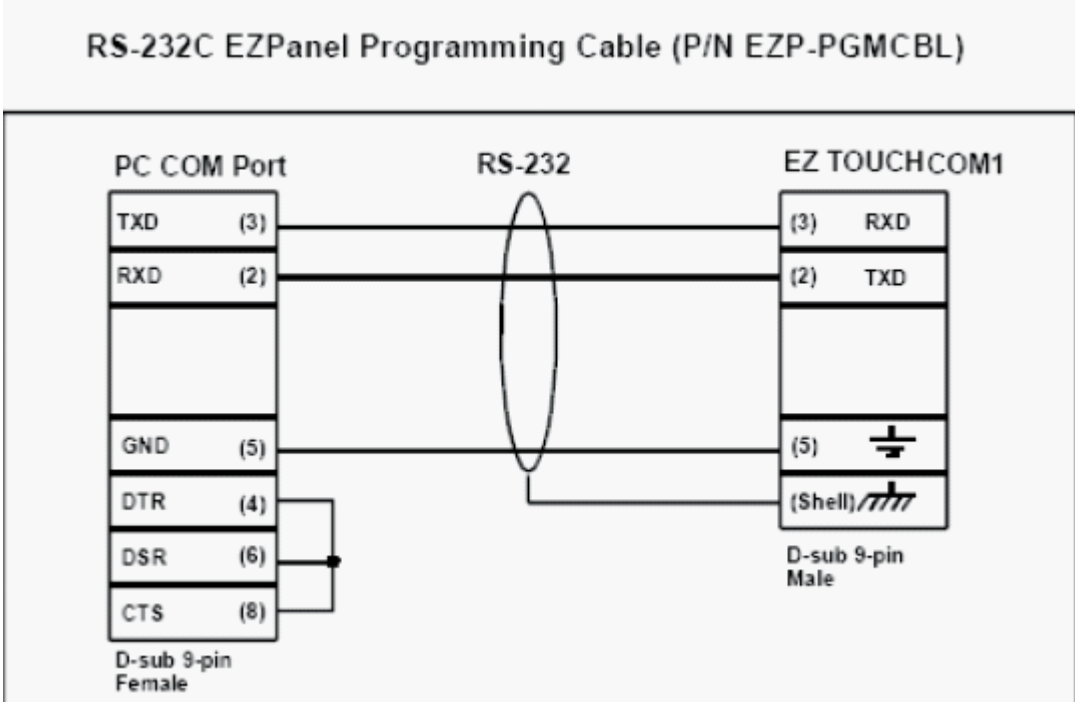 RS-232C EZPanel Programming Cable (P/N EZP-PGMCBL)
PC COM Port
RS-232
EZ TOUCH COM1
TXD (3)
(3) RXD
RXD (2)
(2) TXD
GND (5)
(5)
DTR (4)
(Shell)
DSR (6)
CTS (8)
D-sub 9-pin
Male
D-sub 9-pin
Female